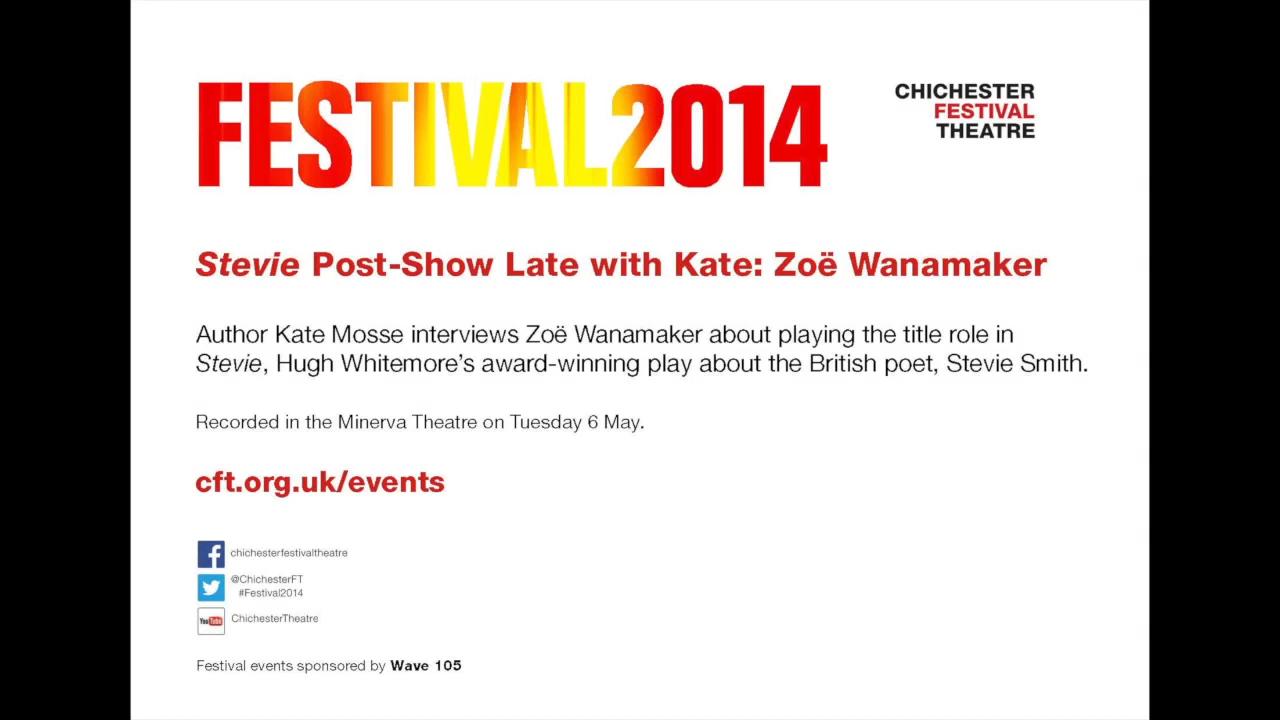 FESTIVAL2014
CHICHESTER
FESTIVAL
THEATRE
Stevie Post-Show Late with Kate: Zoë Wanamaker
Author Kate Mosse interviews Zoë Wanamaker about playing the title role in
Stevie, Hugh Whitemore’s award-winning play about the British poet, Stevie Smith.
Recorded in the Minerva Theatre on Tuesday 6 May.
cft.org.uk/events
f chichesterfestivaltheatre
@ChichesterFT
#Festival2014
YouTube ChichesterTheatre
Festival events sponsored by Wave 105